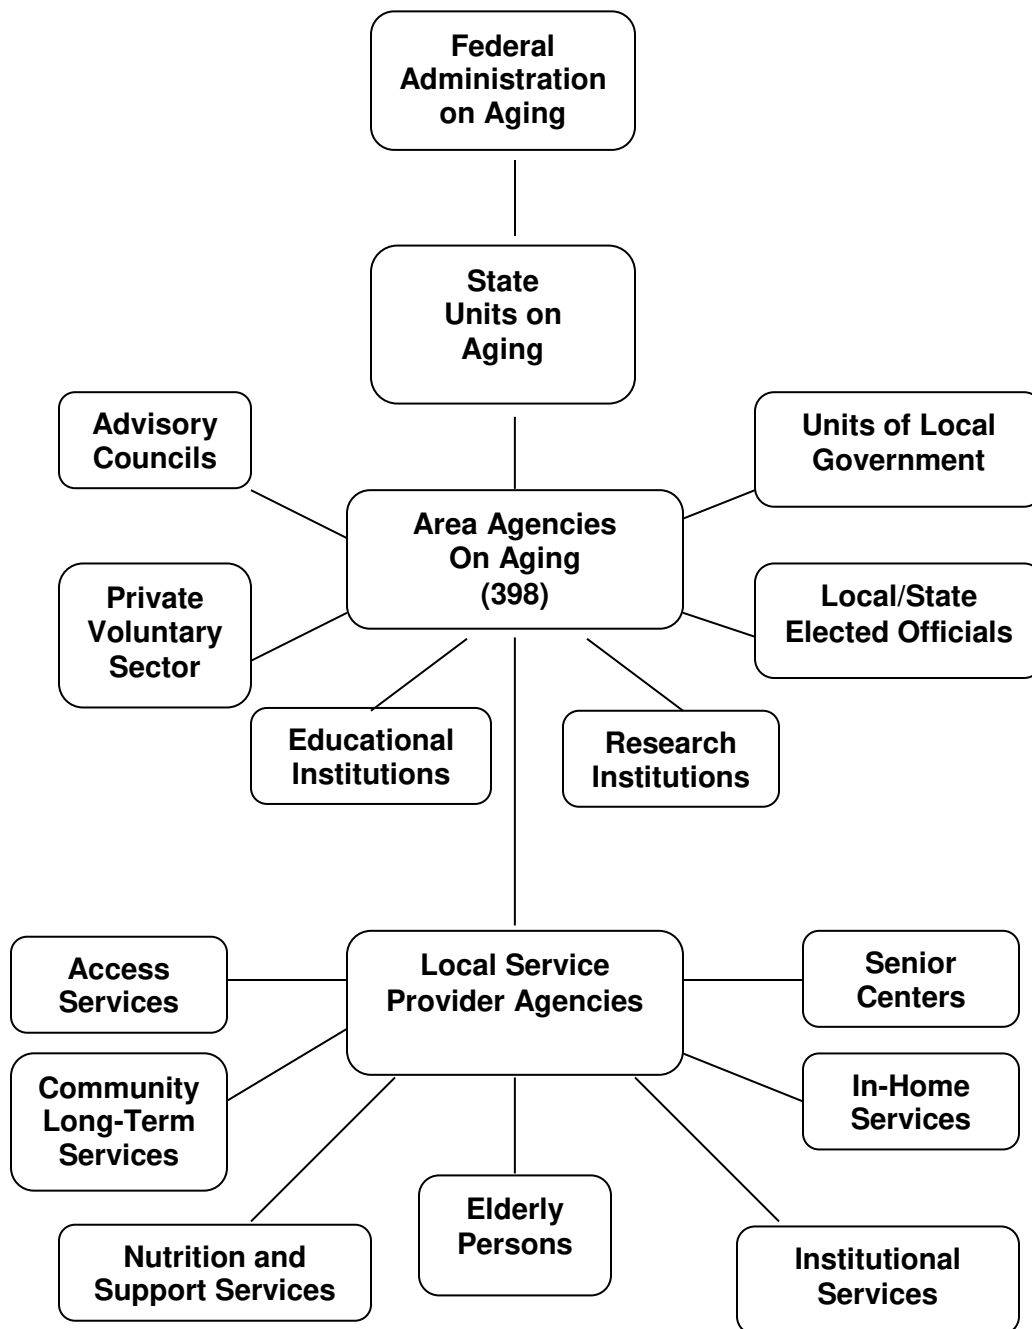 Federal
Administration
on Aging
State
Units on
Aging
Advisory
Councils
Units of Local
Government
Area Agencies
On Aging
(398)
Private
Voluntary
Sector
Local/State
Elected Officials
Educational
Institutions
Research
Institutions
Local Service
Provider Agencies
Access
Services
Senior
Centers
Community
Long-Term
Services
In-Home
Services
Elderly
Persons
Nutrition and
Support Services
Institutional
Services